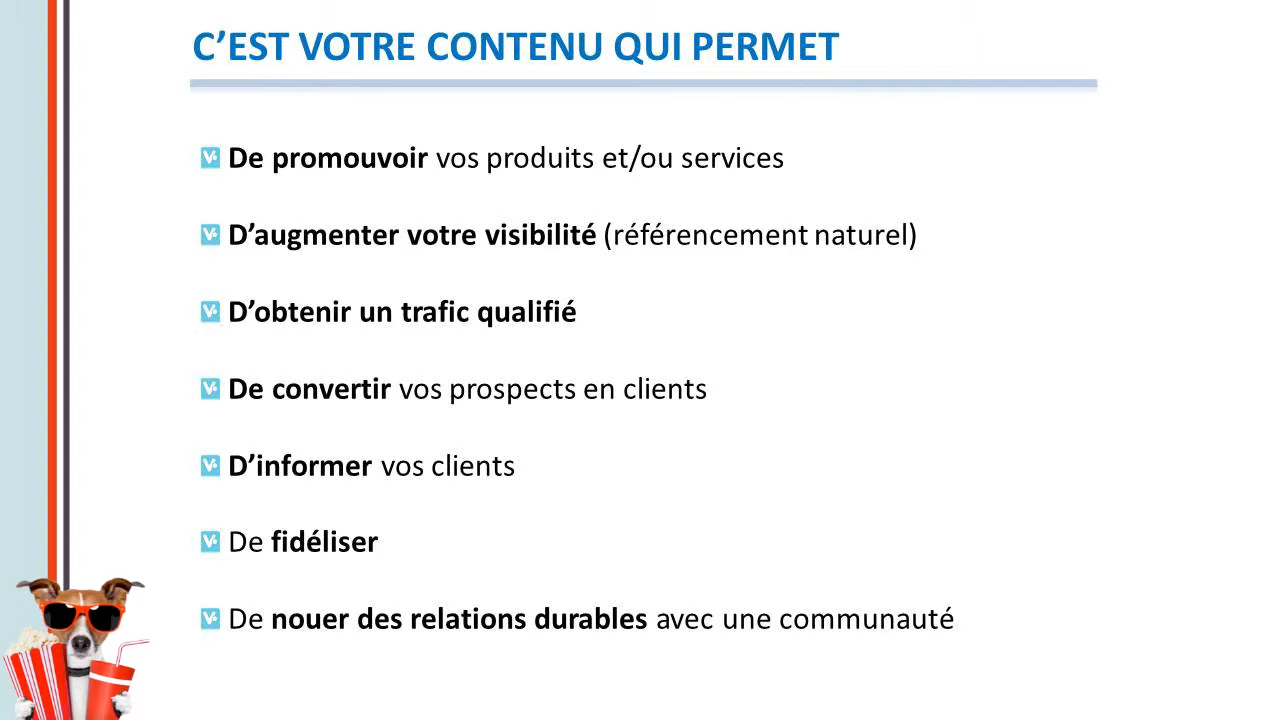 C’EST VOTRE CONTENU QUI PERMET
De promouvoir vos produits et/ou services
D’augmenter votre visibilité (référencement naturel)
D’obtenir un trafic qualifié
De convertir vos prospects en clients
D’informer vos clients
De fidéliser
De nouer des relations durables avec une communauté